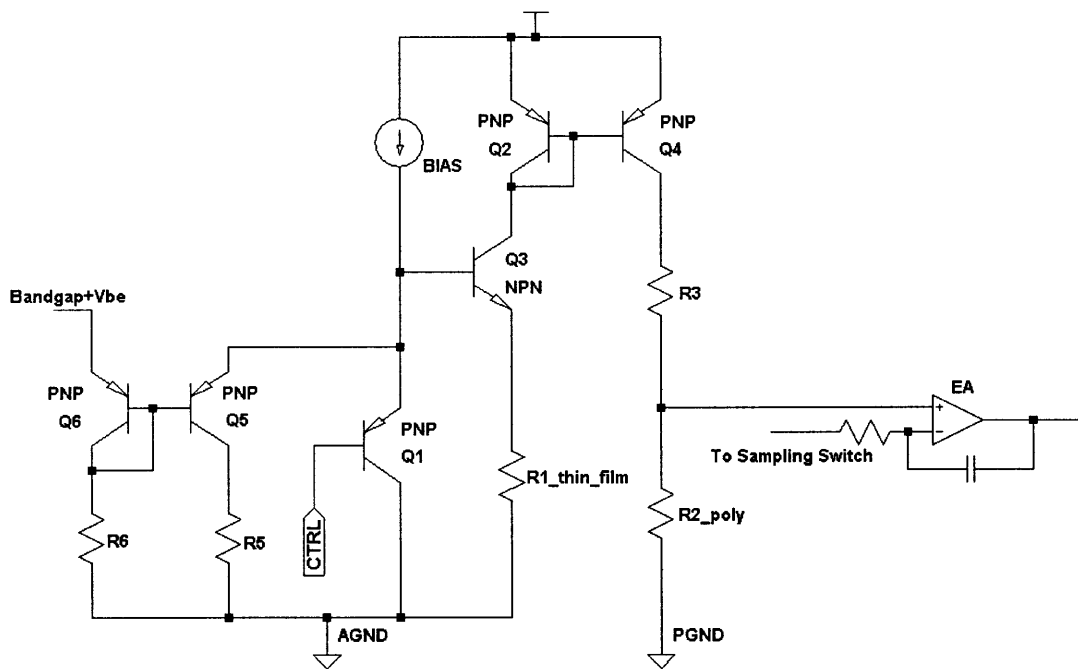 PNP
Q2
PNP
Q4
BIAS
Q3
NPN
R3
Bandgap+Vbe
PNP
Q6
PNP
Q5
PNP
Q1
EA
+
−
To Sampling Switch
R1_thin_film
R2_poly
R6
R5
CTRL
AGND
PGND